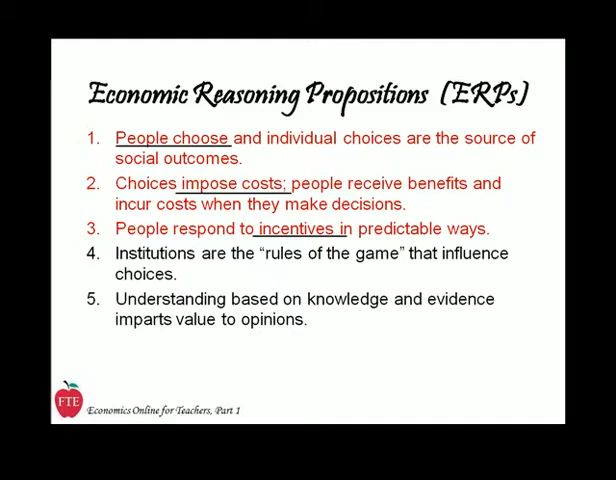 Economic Reasoning Propositions (ERPs)
1. People choose and individual choices are the source of
social outcomes.
2. Choices impose costs; people receive benefits and
incur costs when they make decisions.
3. People respond to incentives in predictable ways.
4. Institutions are the “rules of the game” that influence
choices.
5. Understanding based on knowledge and evidence
imparts value to opinions.
FTE
Economics Online for Teachers, Part 1